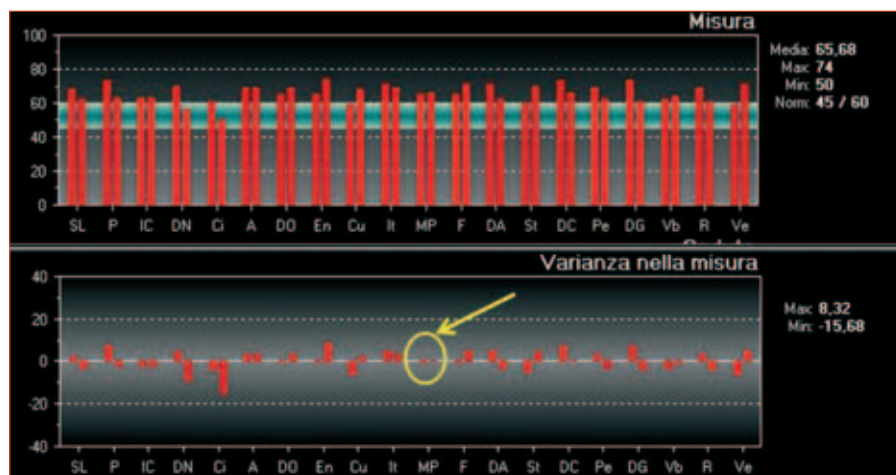 Misura
100
80
60
40
20
0
Media: 65,68
Max: 74
Min: 50
Norm: 45 / 60
SL P IC DN Ci A DO En Cu It MP F DA St DC Pe DG Vb R Ve
Varianza nella misura
40
20
0
-20
-40
Max: 8,32
Min: -15,68
SL P IC DN Ci A DO En Cu It MP F DA St DC Pe DG Vb R Ve